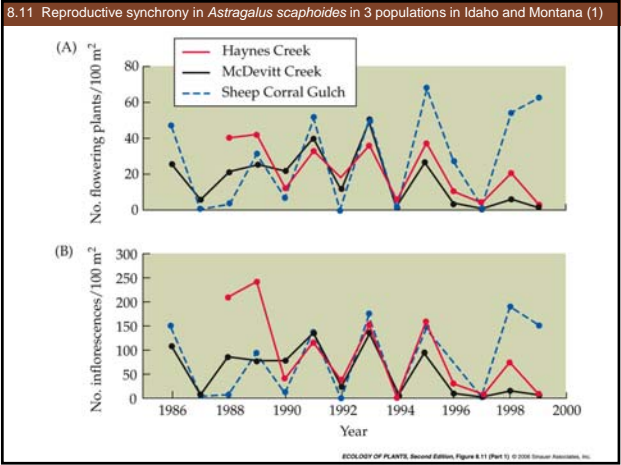 8.11 Reproductive synchrony in Astragalus scaphoides in 3 populations in Idaho and Montana (1)
(A)
Haynes Creek
McDevitt Creek
Sheep Corral Gulch
No. flowering plants/100 m²
80
60
40
20
0
(B)
No. inflorescences/100 m²
300
250
200
150
100
50
0
1986 1988 1990 1992 1994 1996 1998 2000
Year
ECOLOGY OF PLANTS, Second Edition, Figure 8.11 (Part 1) © 2006 Sinauer Associates, Inc.